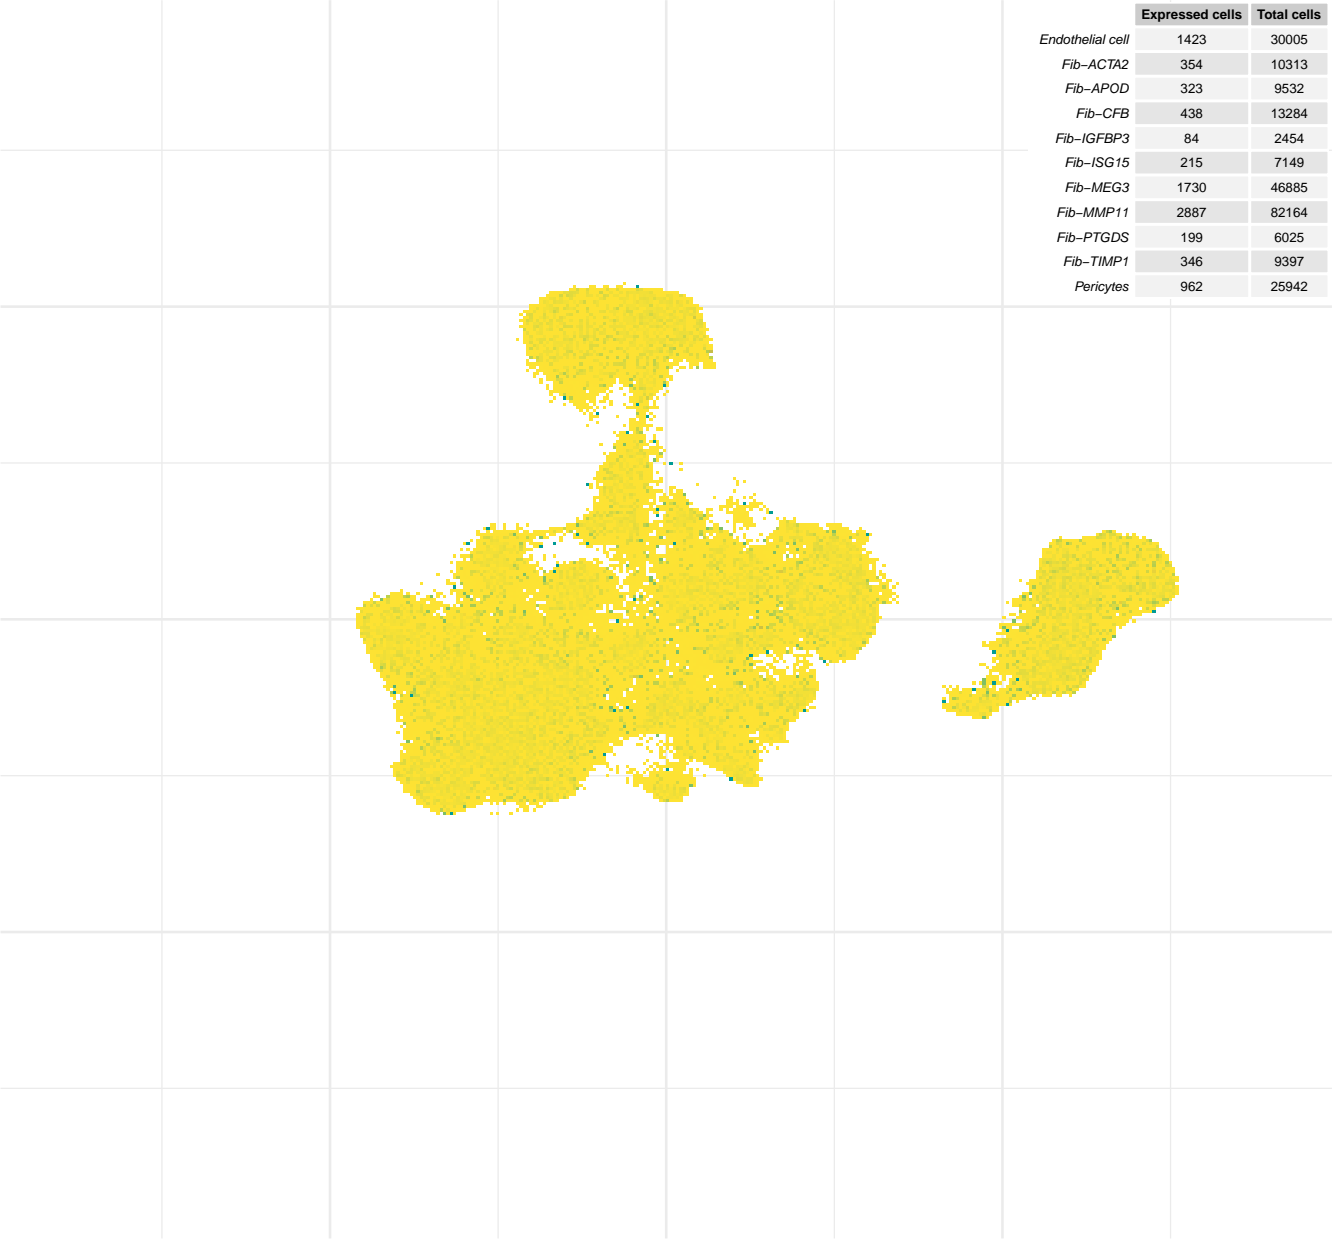 Expressed cells Total cells
Endothelial cell 1423 30005
Fib−ACTA2 354 10313
Fib−APOD 323 9532
Fib−CFB 438 13284
Fib−IGFBP3 84 2454
Fib−ISG15 215 7149
Fib−MEG3 1730 46885
Fib−MMP11 2887 82164
Fib−PTGDS 199 6025
Fib−TIMP1 346 9397
Pericytes 962 25942